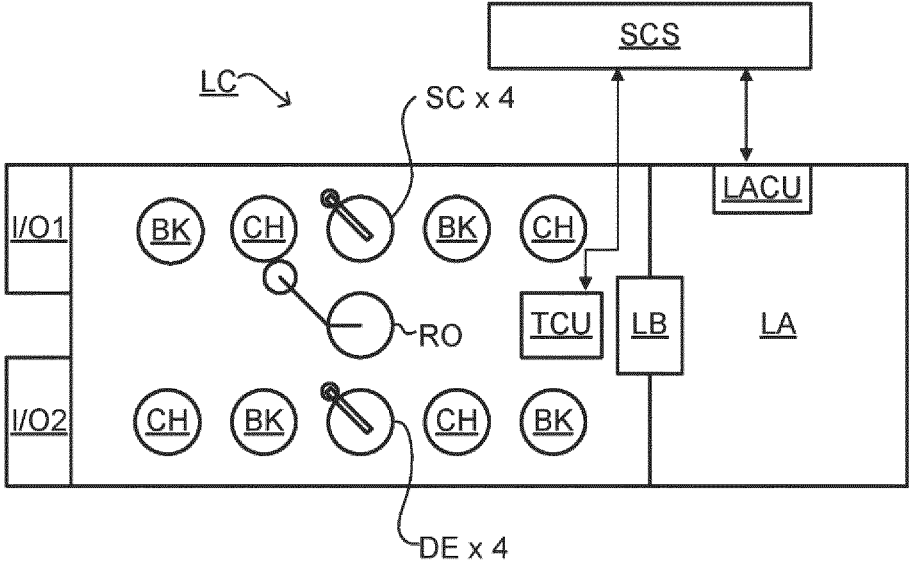 SCS
LC
SC x 4
I/O1
BK
CH
BK
CH
LACU
RO
TCU
LB
LA
I/O2
CH
BK
CH
BK
DE x 4